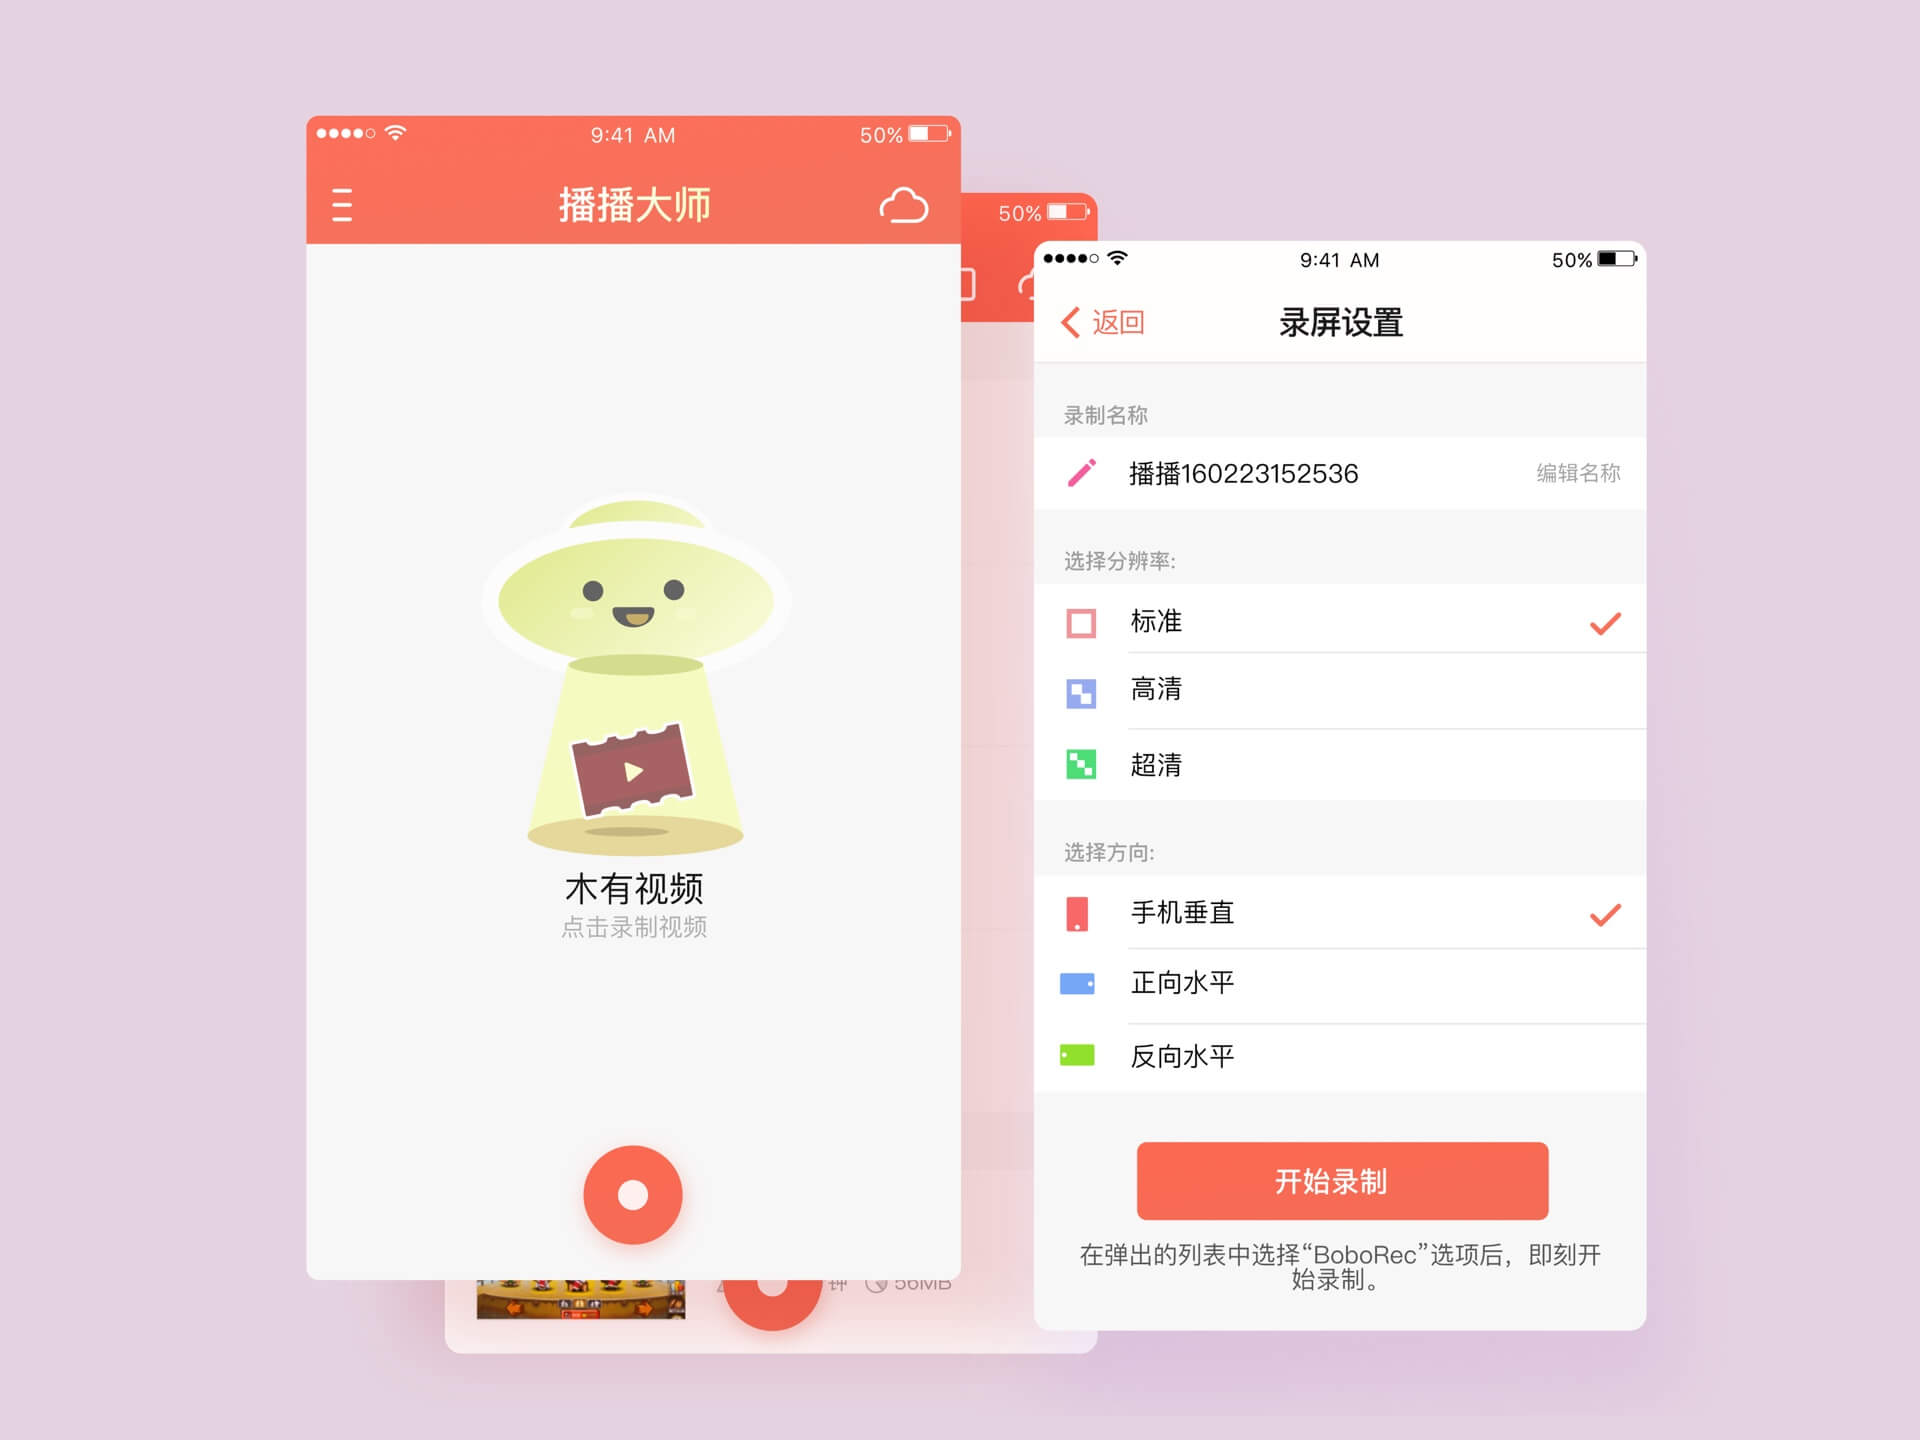 9:41 AM
50%
播播大师
木有视频
点击录制视频
50%
钟
56MB
9:41 AM
50%
返回
录屏设置
录制名称
播播160223152536
编辑名称
选择分辨率:
标准
高清
超清
选择方向:
手机垂直
正向水平
反向水平
开始录制
在弹出的列表中选择“BoboRec”选项后，即刻开
始录制。